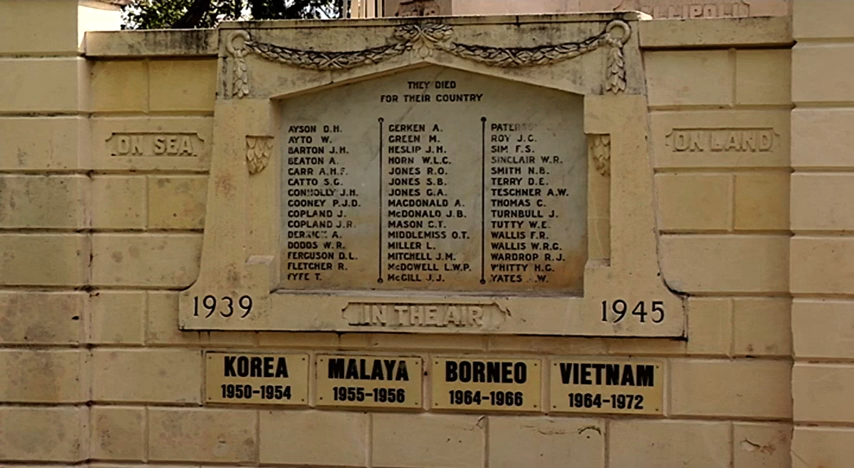 GALLIPOLI
THEY DIED
FOR THEIR COUNTRY
AYSON D.H.
AYTO W.
BARTON J.H.
BEATON A.
CARR A.H.F.
CATTO S.G.
CONNOLLY J.H.
COONEY P.J.D.
COPLAND J.
COPLAND J.R.
DERRICK A.
DODDS W.R.
FERGUSON D.L.
FLETCHER R.
FYFE T.
GERKEN A.
GREEN M.
HESLIP J.H.
HORN W.L.C.
JONES R.O.
JONES S.B.
JONES G.A.
MACDONALD A.
McDONALD J.B.
MASON C.T.
MIDDLEMISS O.T.
MILLER L.
MITCHELL J.M.
McDOWELL L.W.P.
McGILL J.J.
ROY J.C.
SIM F.S.
SINCLAIR W.R.
SMITH N.B.
TERRY D.E.
TESCHNER A.W.
THOMAS C.
TURNBULL J.
TUTTY W.E.
WALLIS F.R.
WALLIS W.R.G.
WARDROP R.J.
WHITTY H.G.
YATES W.
ON SEA
ON LAND
1939
IN THE AIR
1945
KOREA
1950-1954
MALAYA
1955-1956
BORNEO
1964-1966
VIETNAM
1964-1972